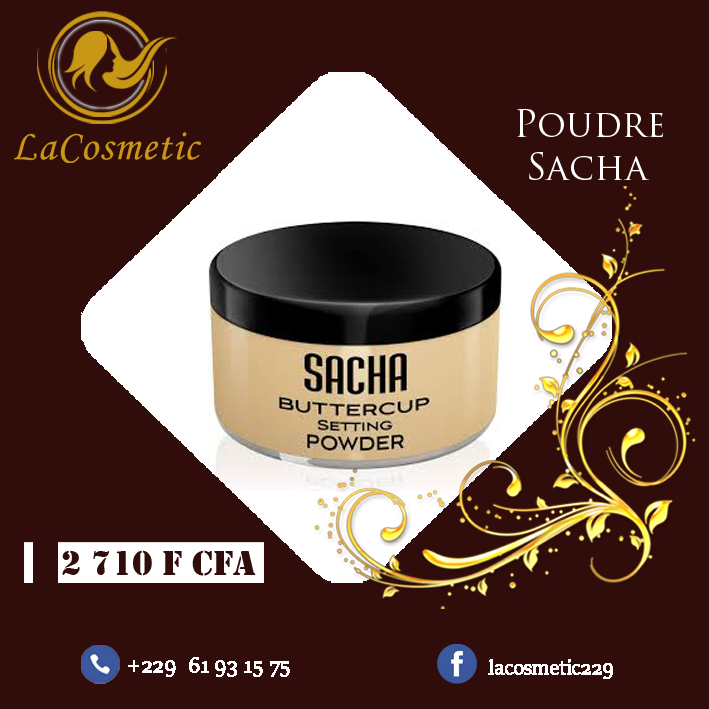 LaCosmetic
Poudre
Sacha
SACHA
BUTTERCUP
SETTING
POWDER
2 710 F CFA
+229 61 93 15 75
lacosmetic229